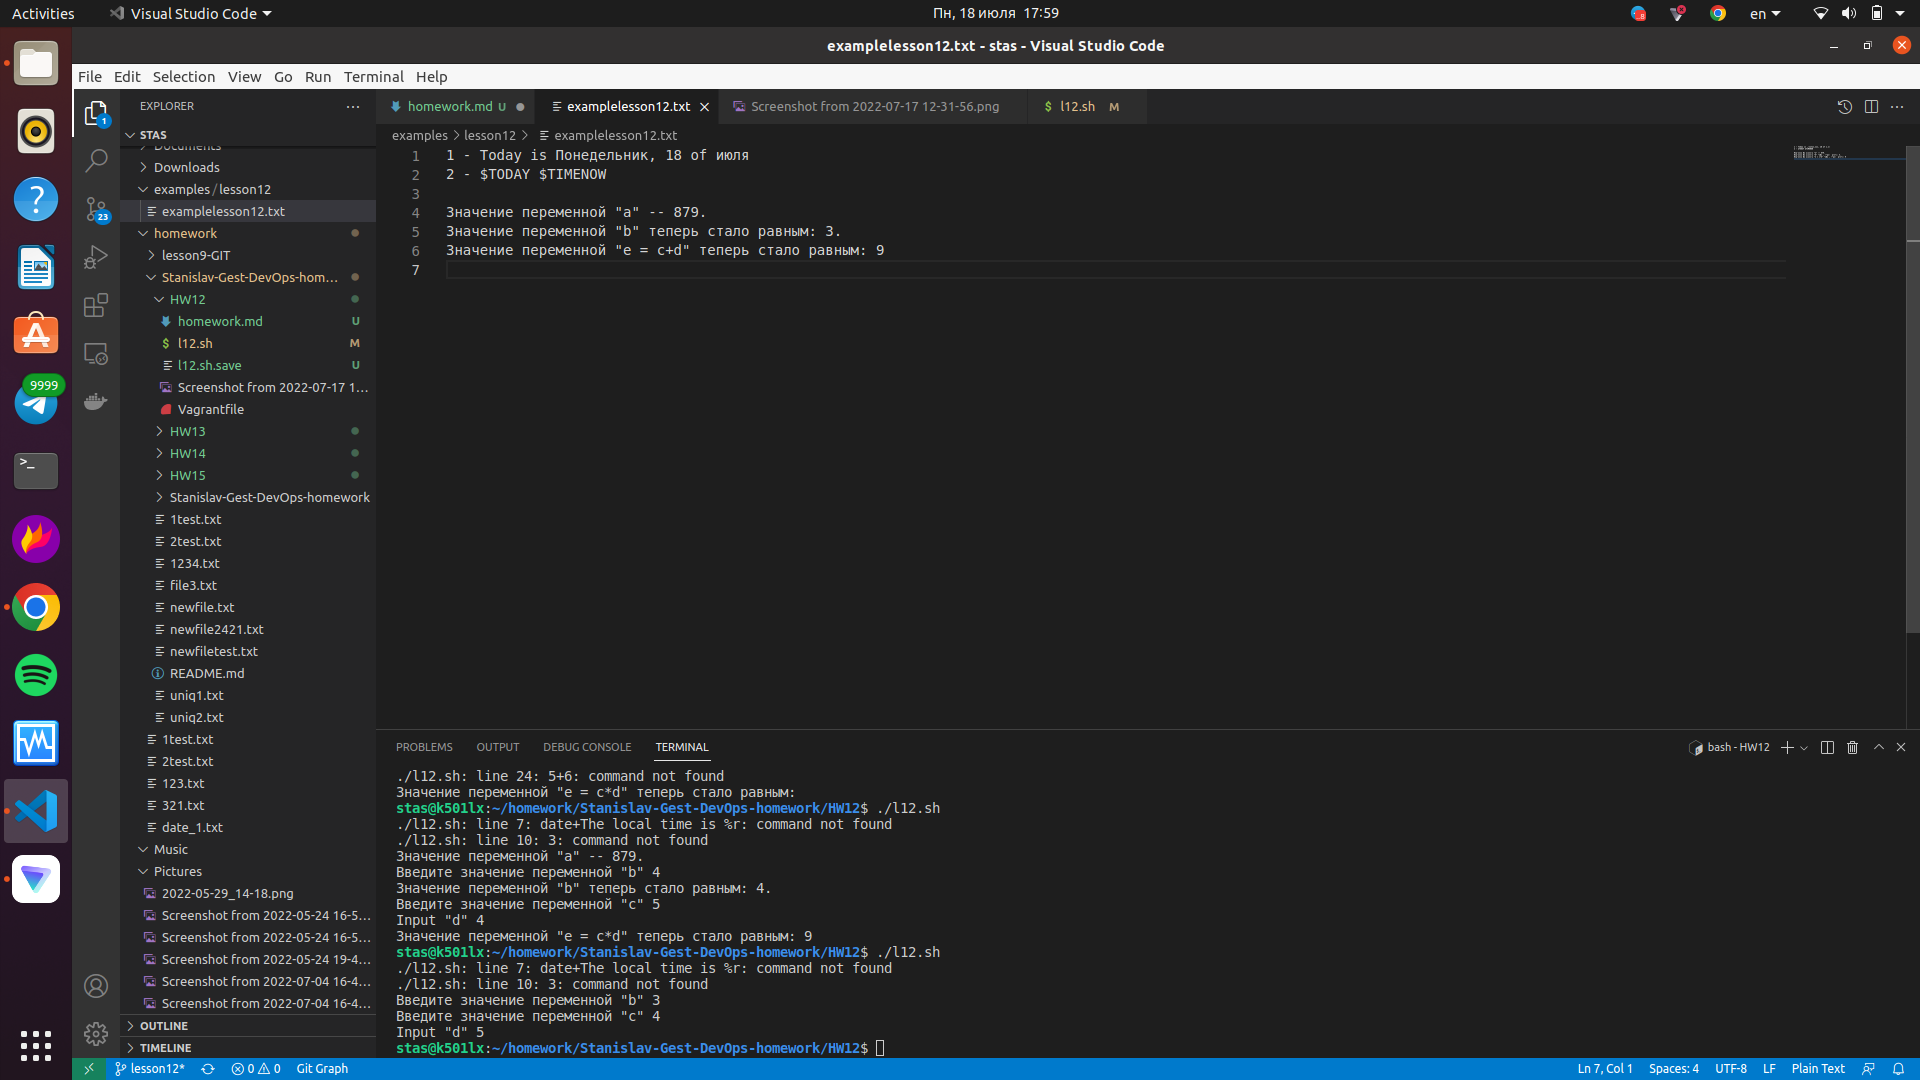 Activities
Visual Studio Code
Пн, 18 июля 17:59
en
examplelesson12.txt - stas - Visual Studio Code
File Edit Selection View Go Run Terminal Help
9999
1
23
EXPLORER
STAS
Documents
Downloads
examples / lesson12
examplelesson12.txt
homework
lesson9-GIT
Stanislav-Gest-DevOps-hom...
HW12
homework.md U
l12.sh M
l12.sh.save U
Screenshot from 2022-07-17 1...
Vagrantfile
HW13
HW14
HW15
Stanislav-Gest-DevOps-homework
1test.txt
2test.txt
1234.txt
file3.txt
newfile.txt
newfile2421.txt
newfiletest.txt
README.md
uniq1.txt
uniq2.txt
1test.txt
2test.txt
123.txt
321.txt
date_1.txt
Music
Pictures
2022-05-29_14-18.png
Screenshot from 2022-05-24 16-5...
Screenshot from 2022-05-24 16-5...
Screenshot from 2022-05-24 19-4...
Screenshot from 2022-07-04 16-4...
Screenshot from 2022-07-04 16-4...
OUTLINE
TIMELINE
homework.md U
examplelesson12.txt
Screenshot from 2022-07-17 12-31-56.png
l12.sh M
examples > lesson12 > examplelesson12.txt
1 1 - Today is Понедельник, 18 of июля
2 2 - $TODAY $TIMENOW
3
4 Значение переменной "a" -- 879.
5 Значение переменной "b" теперь стало равным: 3.
6 Значение переменной "e = c+d" теперь стало равным: 9
7
PROBLEMS OUTPUT DEBUG CONSOLE TERMINAL
bash - HW12
./l12.sh: line 24: 5+6: command not found
Значение переменной "e = c*d" теперь стало равным:
stas@k501lx:~/homework/Stanislav-Gest-DevOps-homework/HW12$ ./l12.sh
./l12.sh: line 7: date+The local time is %r: command not found
./l12.sh: line 10: 3: command not found
Значение переменной "a" -- 879.
Введите значение переменной "b" 4
Значение переменной "b" теперь стало равным: 4.
Введите значение переменной "c" 5
Input "d" 4
Значение переменной "e = c*d" теперь стало равным: 9
stas@k501lx:~/homework/Stanislav-Gest-DevOps-homework/HW12$ ./l12.sh
./l12.sh: line 7: date+The local time is %r: command not found
./l12.sh: line 10: 3: command not found
Введите значение переменной "b" 3
Введите значение переменной "c" 4
Input "d" 5
stas@k501lx:~/homework/Stanislav-Gest-DevOps-homework/HW12$
lesson12* 0 0 Git Graph
Ln 7, Col 1 Spaces: 4 UTF-8 LF Plain Text